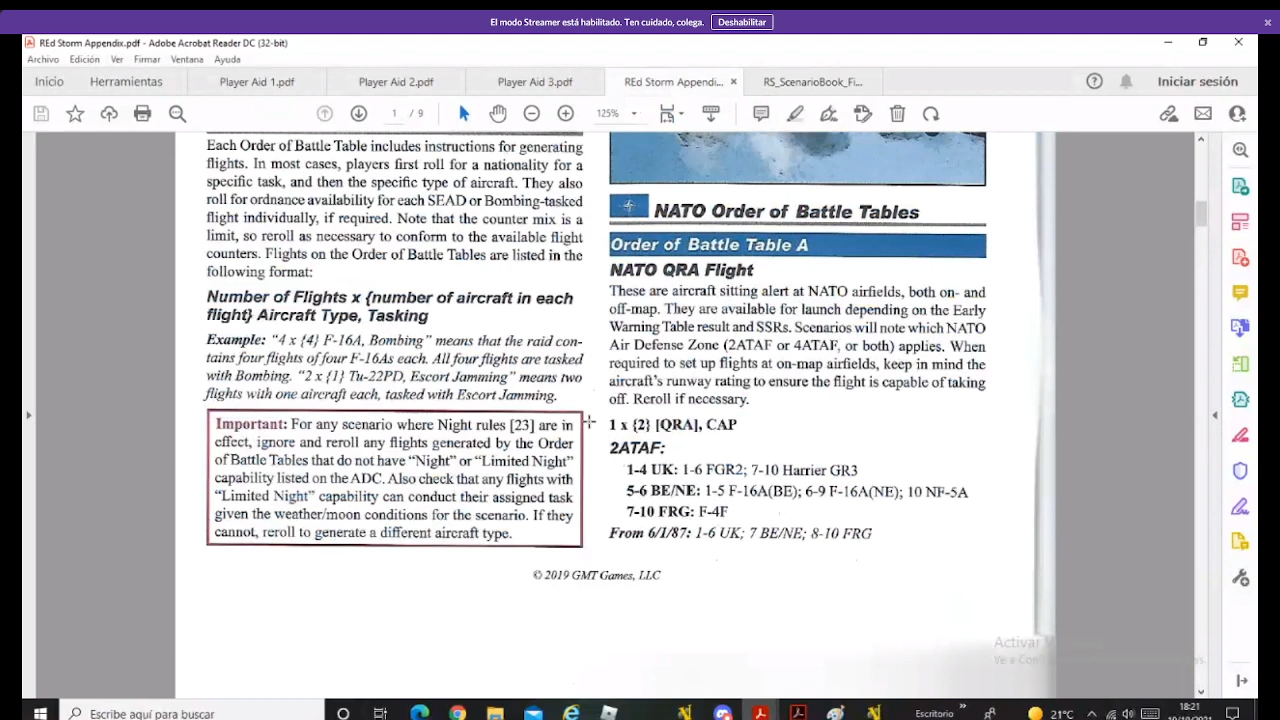 El modo Streamer está habilitado. Ten cuidado, colega. Deshabilitar
REd Storm Appendix.pdf - Adobe Acrobat Reader DC (32-bit)
Archivo Edición Ver Firmar Ventana Ayuda
Inicio Herramientas Player Aid 1.pdf Player Aid 2.pdf Player Aid 3.pdf REd Storm Appendi... RS_ScenarioBook_Fi... Iniciar sesión
1 / 9 125%
Each Order of Battle Table includes instructions for generating
flights. In most cases, players first roll for a nationality for a
specific task, and then the specific type of aircraft. They also
roll for ordnance availability for each SEAD or Bombing-tasked
flight individually, if required. Note that the counter mix is a
limit, so reroll as necessary to conform to the available flight
counters. Flights on the Order of Battle Tables are listed in the
following format:
Number of Flights x {number of aircraft in each
flight} Aircraft Type, Tasking
Example: “4 x {4} F-16A, Bombing” means that the raid con-
tains four flights of four F-16As each. All four flights are tasked
with Bombing. “2 x {1} Tu-22PD, Escort Jamming” means two
flights with one aircraft each, tasked with Escort Jamming.
Important: For any scenario where Night rules [23] are in
effect, ignore and reroll any flights generated by the Order
of Battle Tables that do not have “Night” or “Limited Night”
capability listed on the ADC. Also check that any flights with
“Limited Night” capability can conduct their assigned task
given the weather/moon conditions for the scenario. If they
cannot, reroll to generate a different aircraft type.
NATO Order of Battle Tables
Order of Battle Table A
NATO QRA Flight
These are aircraft sitting alert at NATO airfields, both on- and
off-map. They are available for launch depending on the Early
Warning Table result and SSRs. Scenarios will note which NATO
Air Defense Zone (2ATAF or 4ATAF, or both) applies. When
required to set up flights at on-map airfields, keep in mind the
aircraft’s runway rating to ensure the flight is capable of taking
off. Reroll if necessary.
1 x {2} [QRA], CAP
2ATAF:
1-4 UK: 1-6 FGR2; 7-10 Harrier GR3
5-6 BE/NE: 1-5 F-16A(BE); 6-9 F-16A(NE); 10 NF-5A
7-10 FRG: F-4F
From 6/1/87: 1-6 UK; 7 BE/NE; 8-10 FRG
© 2019 GMT Games, LLC
Activar
Ve a Con
Escribe aquí para buscar
Escritorio
21°C
18:21